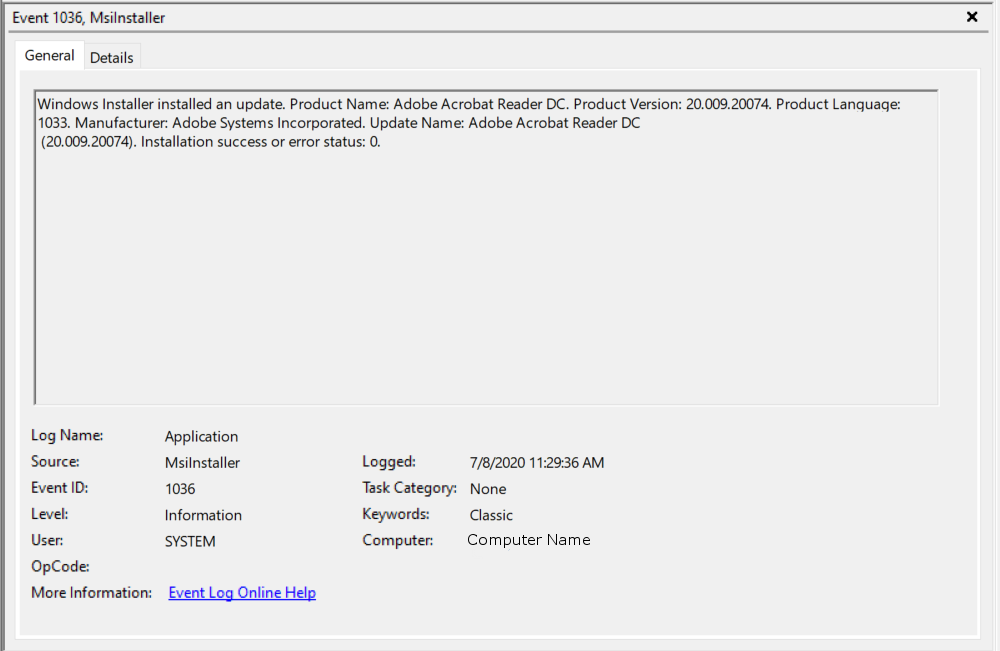 Event 1036, MsiInstaller
General
Details
Windows Installer installed an update. Product Name: Adobe Acrobat Reader DC. Product Version: 20.009.20074. Product Language:
1033. Manufacturer: Adobe Systems Incorporated. Update Name: Adobe Acrobat Reader DC
(20.009.20074). Installation success or error status: 0.
Log Name: Application
Source: MsiInstaller Logged: 7/8/2020 11:29:36 AM
Event ID: 1036 Task Category: None
Level: Information Keywords: Classic
User: SYSTEM Computer: Computer Name
OpCode:
More Information: Event Log Online Help